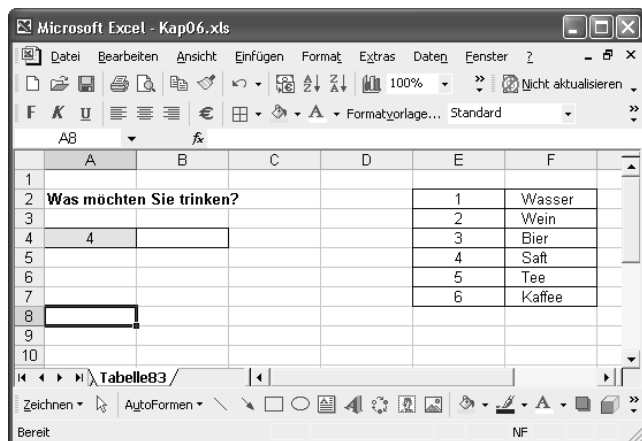 Microsoft Excel - Kap06.xls
Datei Bearbeiten Ansicht Einfügen Format Extras Daten Fenster ?
100% Nicht aktualisieren
F K U € A Formatvorlage... Standard
A8 fx
A B C D E F
1
2 Was möchten Sie trinken? 1 Wasser
3 2 Wein
4 4 3 Bier
5 4 Saft
6 5 Tee
7 6 Kaffee
8
9
10
Tabelle83
Zeichnen AutoFormen A
Bereit NF